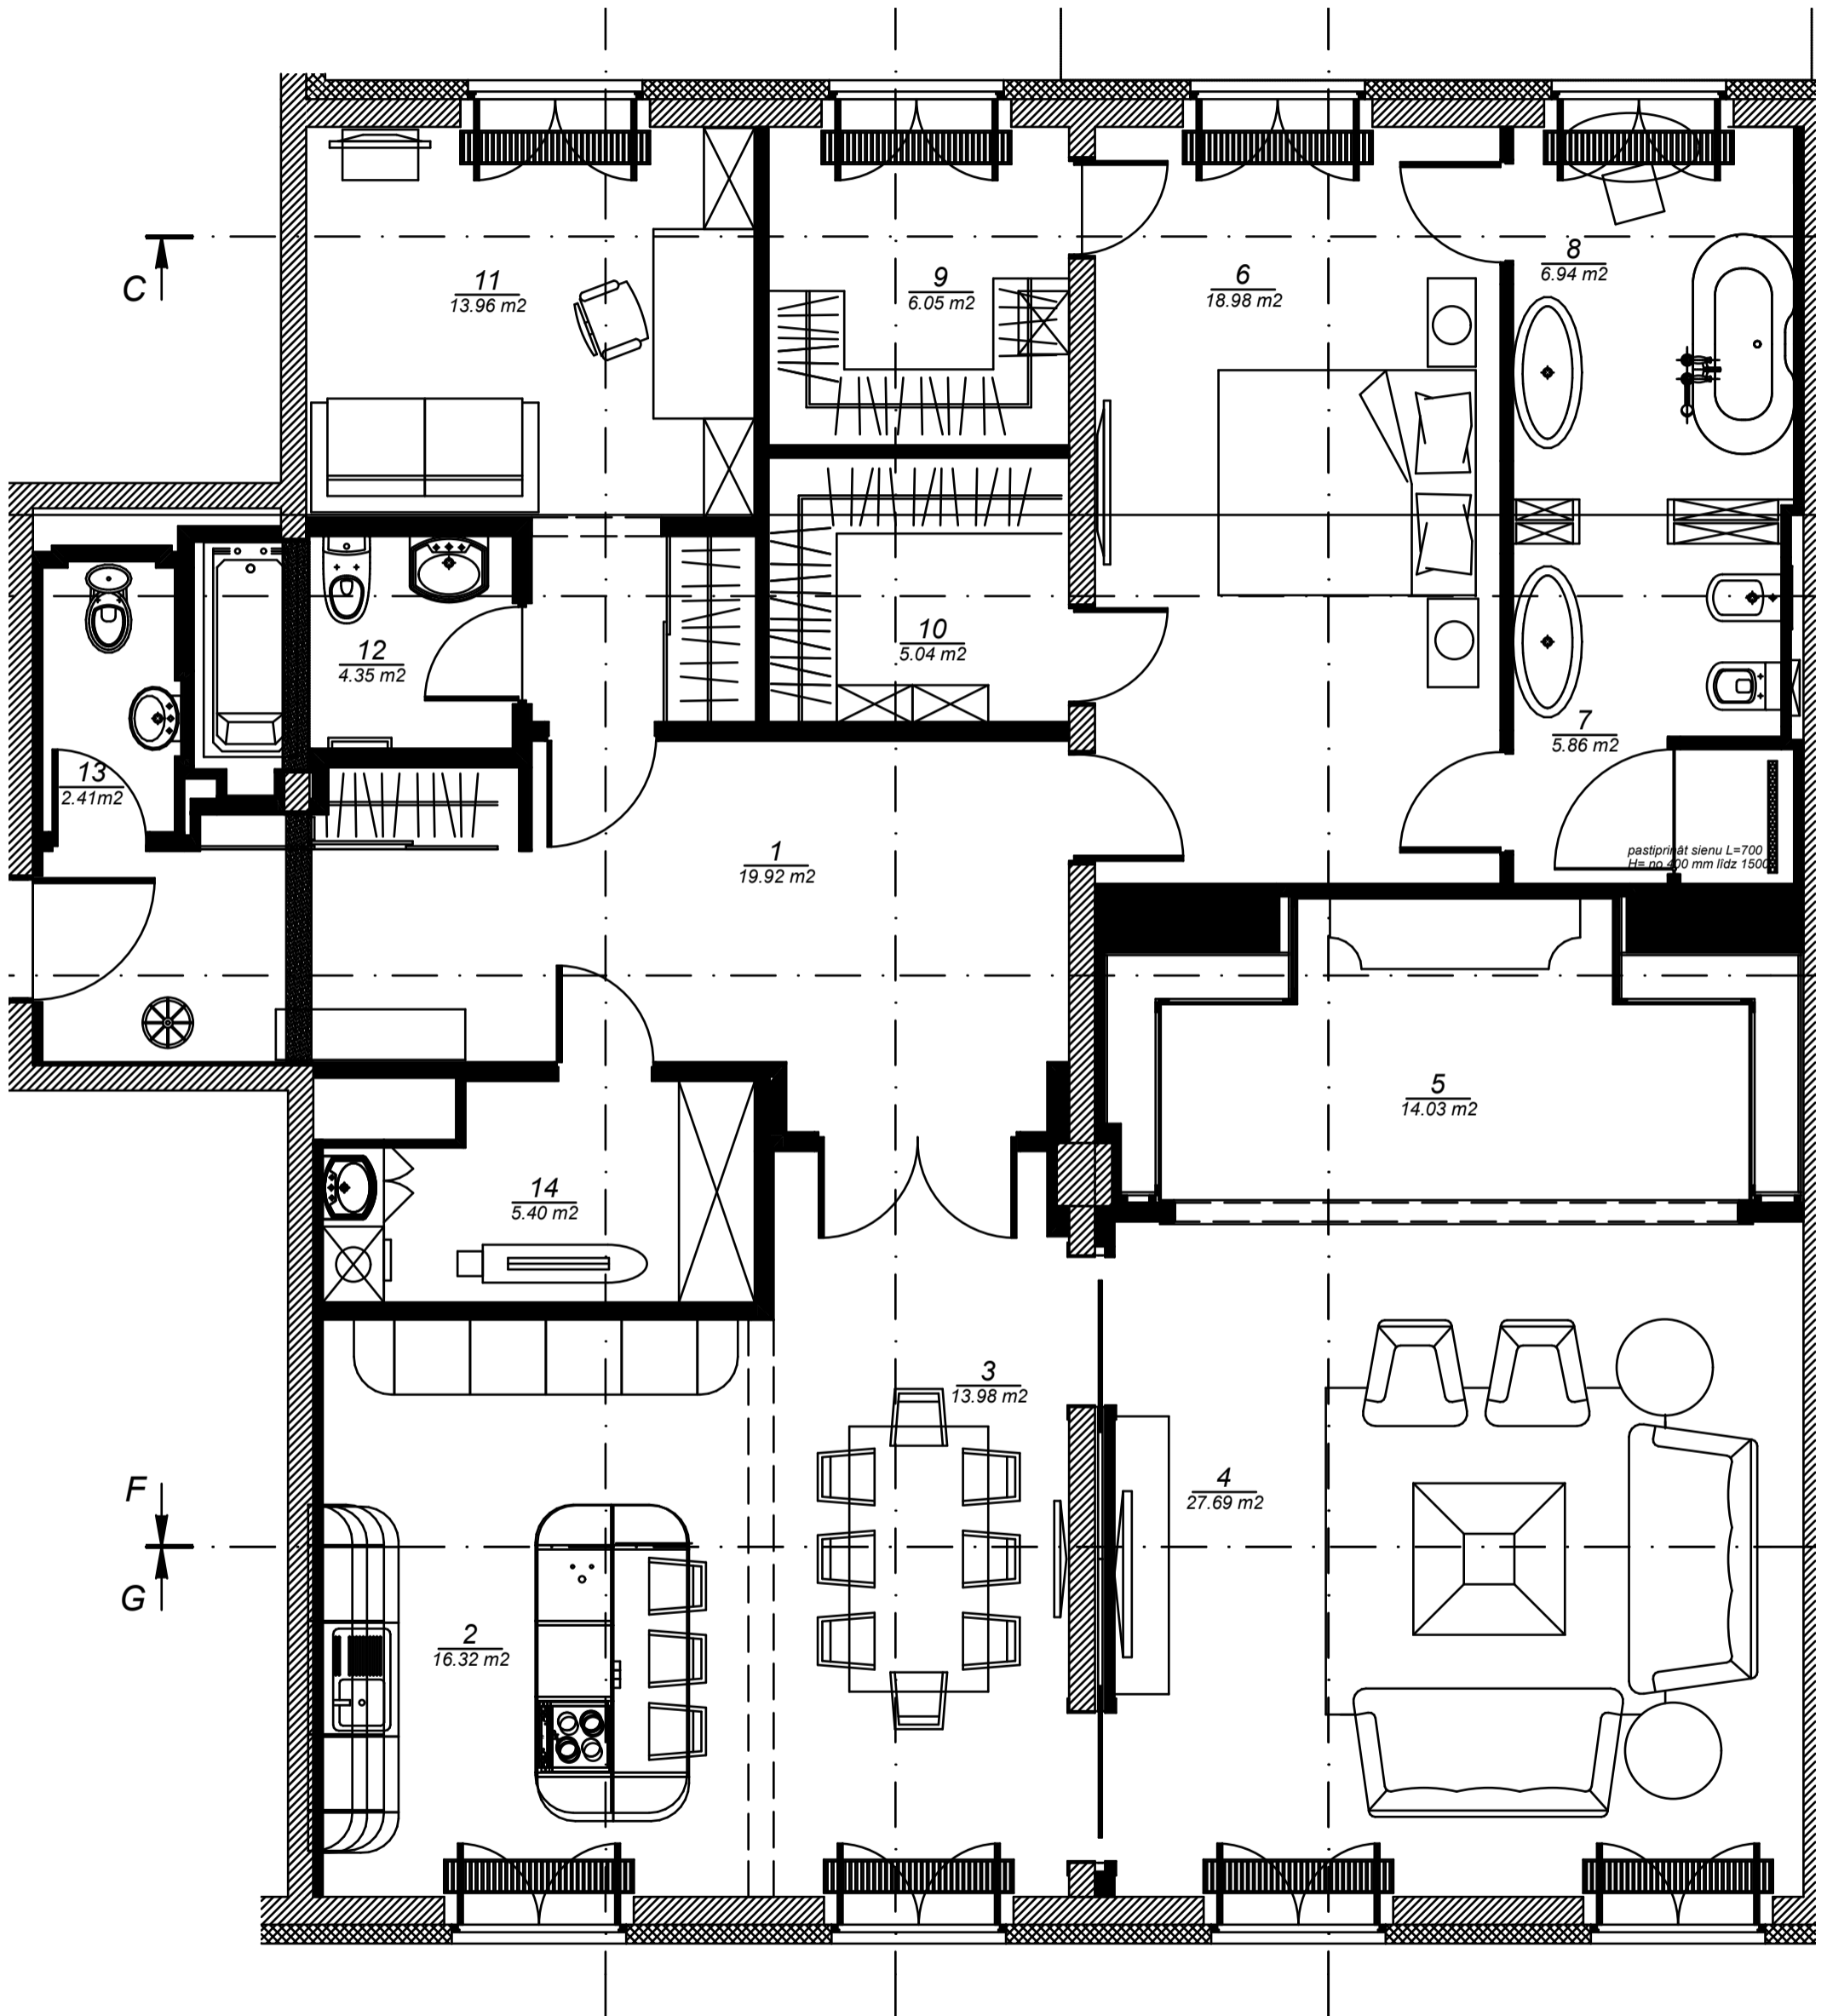 C
11
13.96 m2
9
6.05 m2
6
18.98 m2
8
6.94 m2
12
4.35 m2
10
5.04 m2
7
5.86 m2
13
2.41m2
1
19.92 m2
pastiprināt sienu L=700
H= no 400 mm līdz 1500
5
14.03 m2
14
5.40 m2
3
13.98 m2
4
27.69 m2
F
G
2
16.32 m2